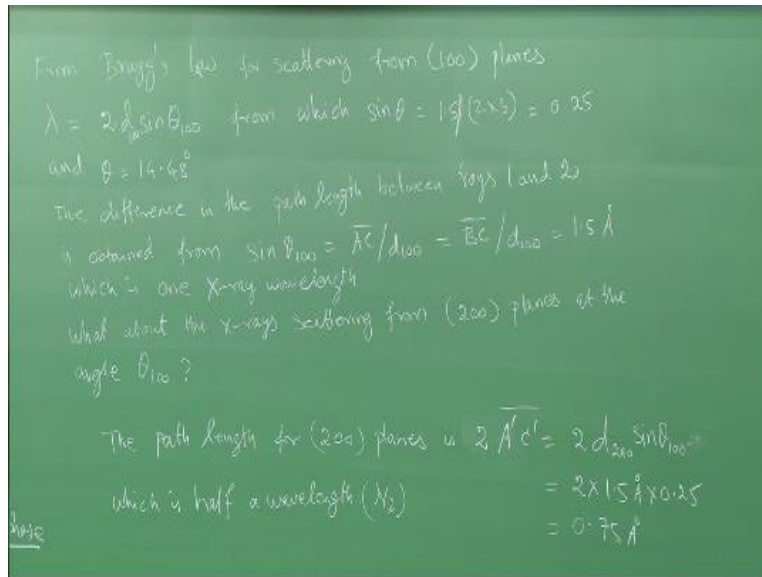 From Bragg's law for scattering from (100) planes
λ = 2 d₁₀₀ sin θ₁₀₀ from which sin θ = 1.5/(2×3) = 0.25
and θ = 14.48°
The difference in the path length between rays 1 and 2
is obtained from sin θ₁₀₀ = A̅C̅/d₁₀₀ = B̅C̅/d₁₀₀ = 1.5 Å
which is one X-ray wavelength
What about the X-rays scattering from (200) planes at the
angle θ₁₀₀ ?
The path length for (200) planes is 2 A̅'̅C̅'̅ = 2 d₂₀₀ sin θ₁₀₀
which is half a wavelength (λ/2)
= 2×1.5 Å×0.25
= 0.75 Å